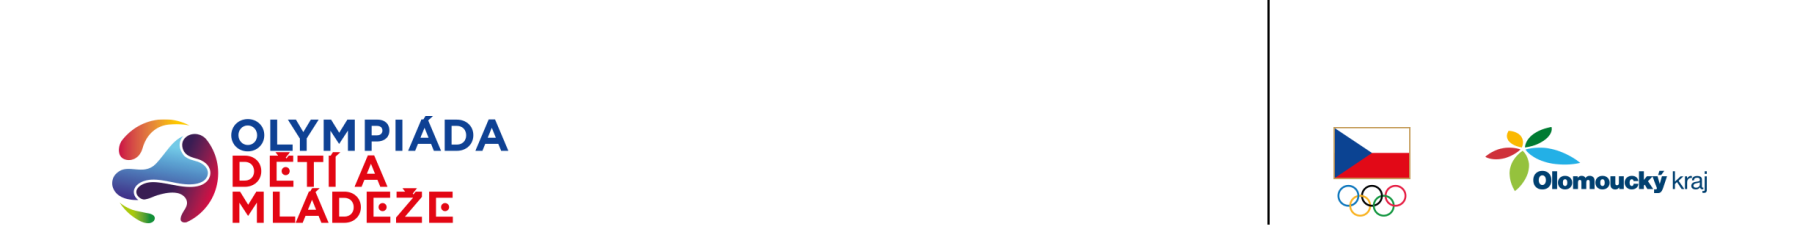 OLYMPIÁDA
DĚTÍ A
MLÁDEŽE
Olomoucký kraj